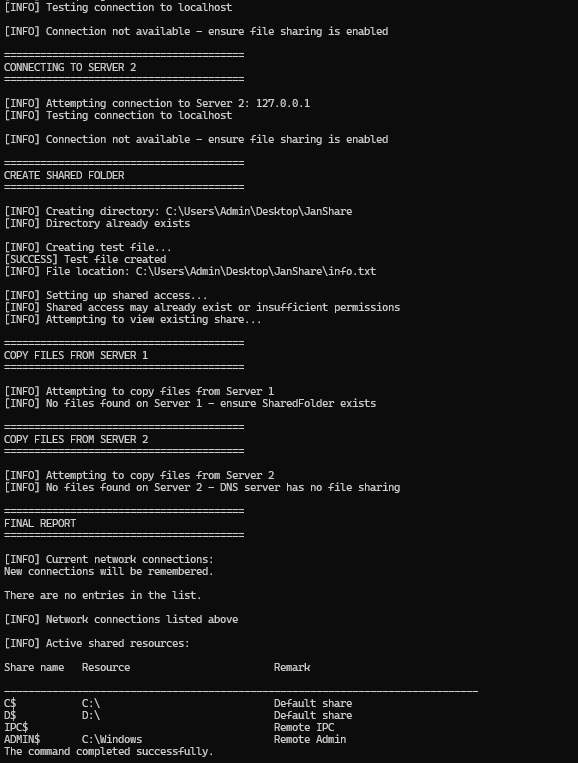 [INFO] Testing connection to localhost
[INFO] Connection not available - ensure file sharing is enabled
========================================
CONNECTING TO SERVER 2
========================================
[INFO] Attempting connection to Server 2: 127.0.0.1
[INFO] Testing connection to localhost
[INFO] Connection not available - ensure file sharing is enabled
========================================
CREATE SHARED FOLDER
========================================
[INFO] Creating directory: C:\Users\Admin\Desktop\JanShare
[INFO] Directory already exists
[INFO] Creating test file...
[SUCCESS] Test file created
[INFO] File location: C:\Users\Admin\Desktop\JanShare\info.txt
[INFO] Setting up shared access...
[INFO] Shared access may already exist or insufficient permissions
[INFO] Attempting to view existing share...
========================================
COPY FILES FROM SERVER 1
========================================
[INFO] Attempting to copy files from Server 1
[INFO] No files found on Server 1 - ensure SharedFolder exists
========================================
COPY FILES FROM SERVER 2
========================================
[INFO] Attempting to copy files from Server 2
[INFO] No files found on Server 2 - DNS server has no file sharing
========================================
FINAL REPORT
========================================
[INFO] Current network connections:
New connections will be remembered.
There are no entries in the list.
[INFO] Network connections listed above
[INFO] Active shared resources:
Share name   Resource                        Remark
-------------------------------------------------------------------------------
C$           C:\                             Default share
D$           D:\                             Default share
IPC$                                         Remote IPC
ADMIN$       C:\Windows                      Remote Admin
The command completed successfully.